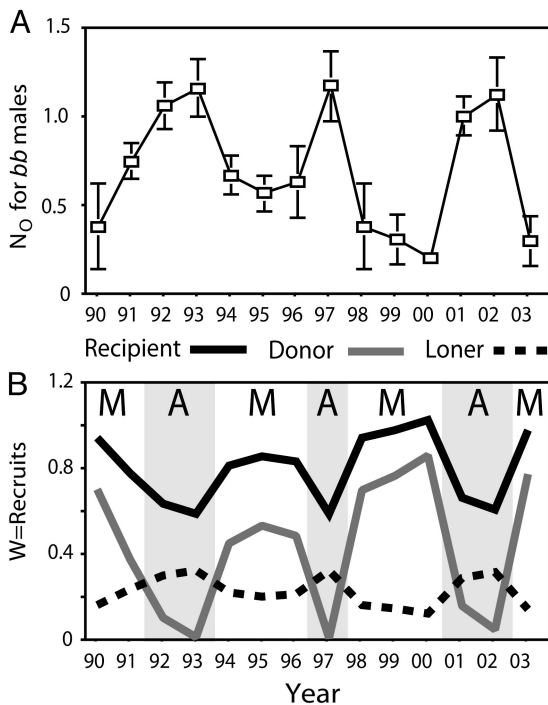 A
1.5
1.0
0.5
0
N_O for bb males
90 91 92 93 94 95 96 97 98 99 00 01 02 03
Recipient Donor Loner
B
1.2
0.8
0.4
0
W=Recruits
M A M A M A M
90 91 92 93 94 95 96 97 98 99 00 01 02 03
Year